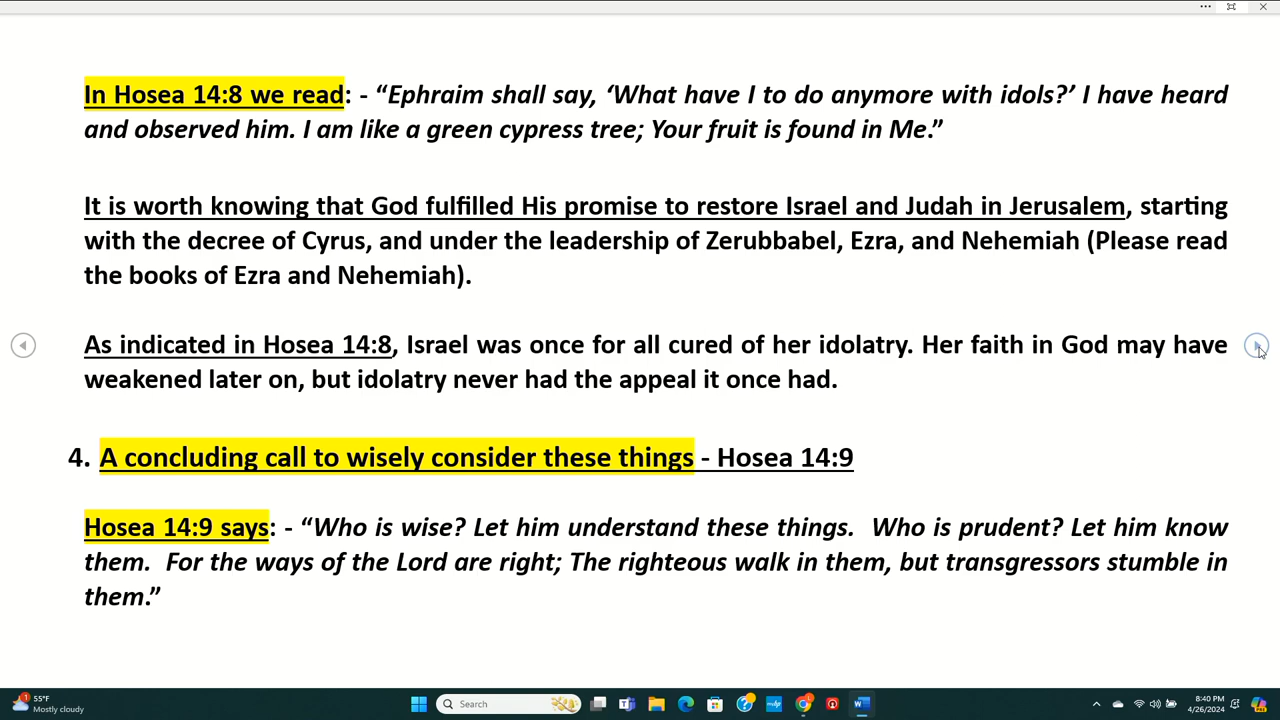 In Hosea 14:8 we read: - “Ephraim shall say, ‘What have I to do anymore with idols?’ I have heard
and observed him. I am like a green cypress tree; Your fruit is found in Me.”
It is worth knowing that God fulfilled His promise to restore Israel and Judah in Jerusalem, starting
with the decree of Cyrus, and under the leadership of Zerubbabel, Ezra, and Nehemiah (Please read
the books of Ezra and Nehemiah).
As indicated in Hosea 14:8, Israel was once for all cured of her idolatry. Her faith in God may have
weakened later on, but idolatry never had the appeal it once had.
4. A concluding call to wisely consider these things - Hosea 14:9
Hosea 14:9 says: - “Who is wise? Let him understand these things.  Who is prudent? Let him know
them.  For the ways of the Lord are right; The righteous walk in them, but transgressors stumble in
them.”
1
55°F
Mostly cloudy
Search
8:40 PM
4/26/2024